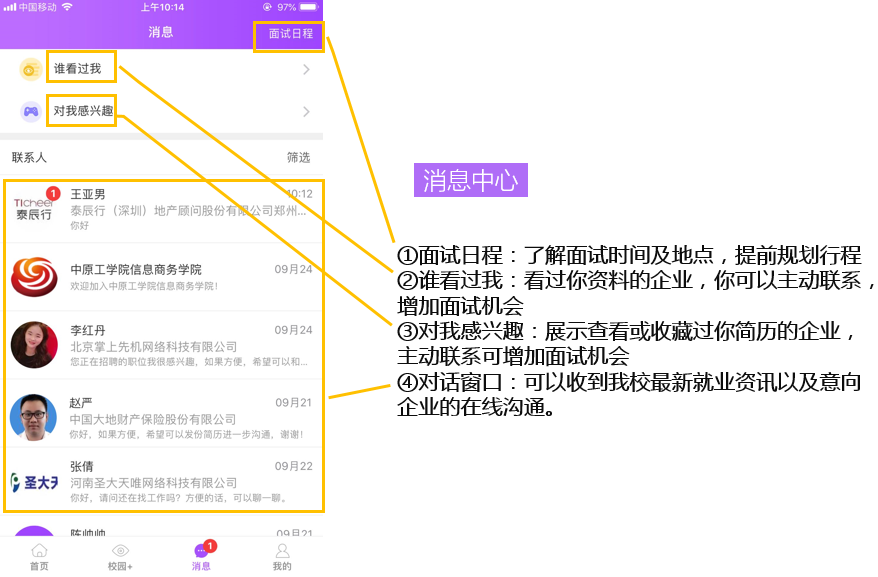 中国移动
上午10:14
97%
消息
面试日程
谁看过我
对我感兴趣
联系人
筛选
TIcheer
泰辰行
1
王亚男
10:12
泰辰行（深圳）地产顾问股份有限公司郑州...
你好
中原工学院信息商务学院
09月24
欢迎加入中原工学院信息商务学院！
李红丹
09月24
北京掌上先机网络科技有限公司
您正在招聘的职位我很感兴趣，如果方便，希望可以和...
赵严
09月21
中国大地财产保险股份有限公司
你好，如果方便，希望可以发份简历进一步沟通，谢谢！
圣大天
张倩
09月22
河南圣大天唯网络科技有限公司
你好，请问还在找工作吗？方便的话，可以聊一聊。
陈帅帅
09月21
首页
校园+
1
消息
我的
消息中心
①面试日程：了解面试时间及地点，提前规划行程
②谁看过我：看过你资料的企业，你可以主动联系，
增加面试机会
③对我感兴趣：展示查看或收藏过你简历的企业，
主动联系可增加面试机会
④对话窗口：可以收到我校最新就业资讯以及意向
企业的在线沟通。